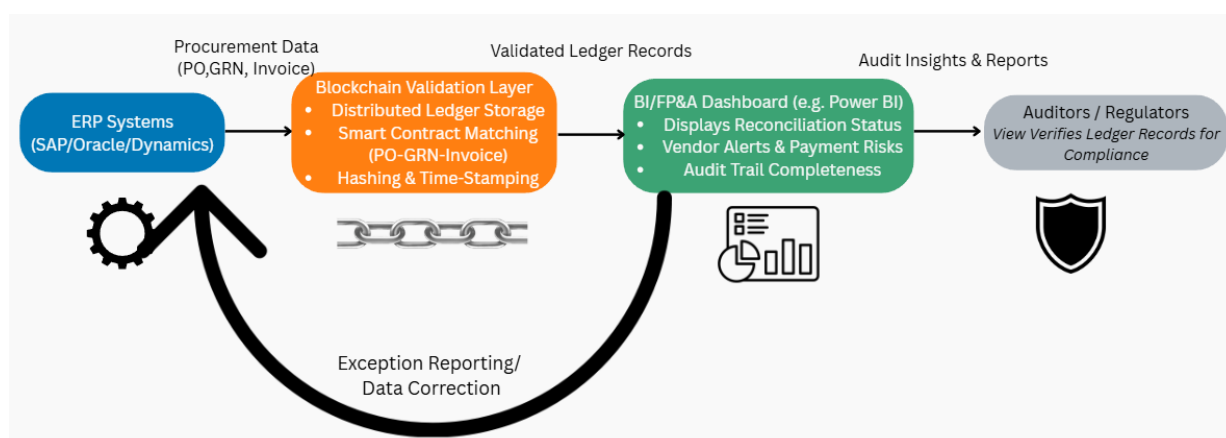 Procurement Data
(PO,GRN, Invoice)
Validated Ledger Records
Audit Insights & Reports
ERP Systems
(SAP/Oracle/Dynamics)
Blockchain Validation Layer
• Distributed Ledger Storage
• Smart Contract Matching
(PO-GRN-Invoice)
• Hashing & Time-Stamping
BI/FP&A Dashboard (e.g. Power BI)
• Displays Reconciliation Status
• Vendor Alerts & Payment Risks
• Audit Trail Completeness
Auditors / Regulators
View Verifies Ledger Records for
Compliance
Exception Reporting/
Data Correction